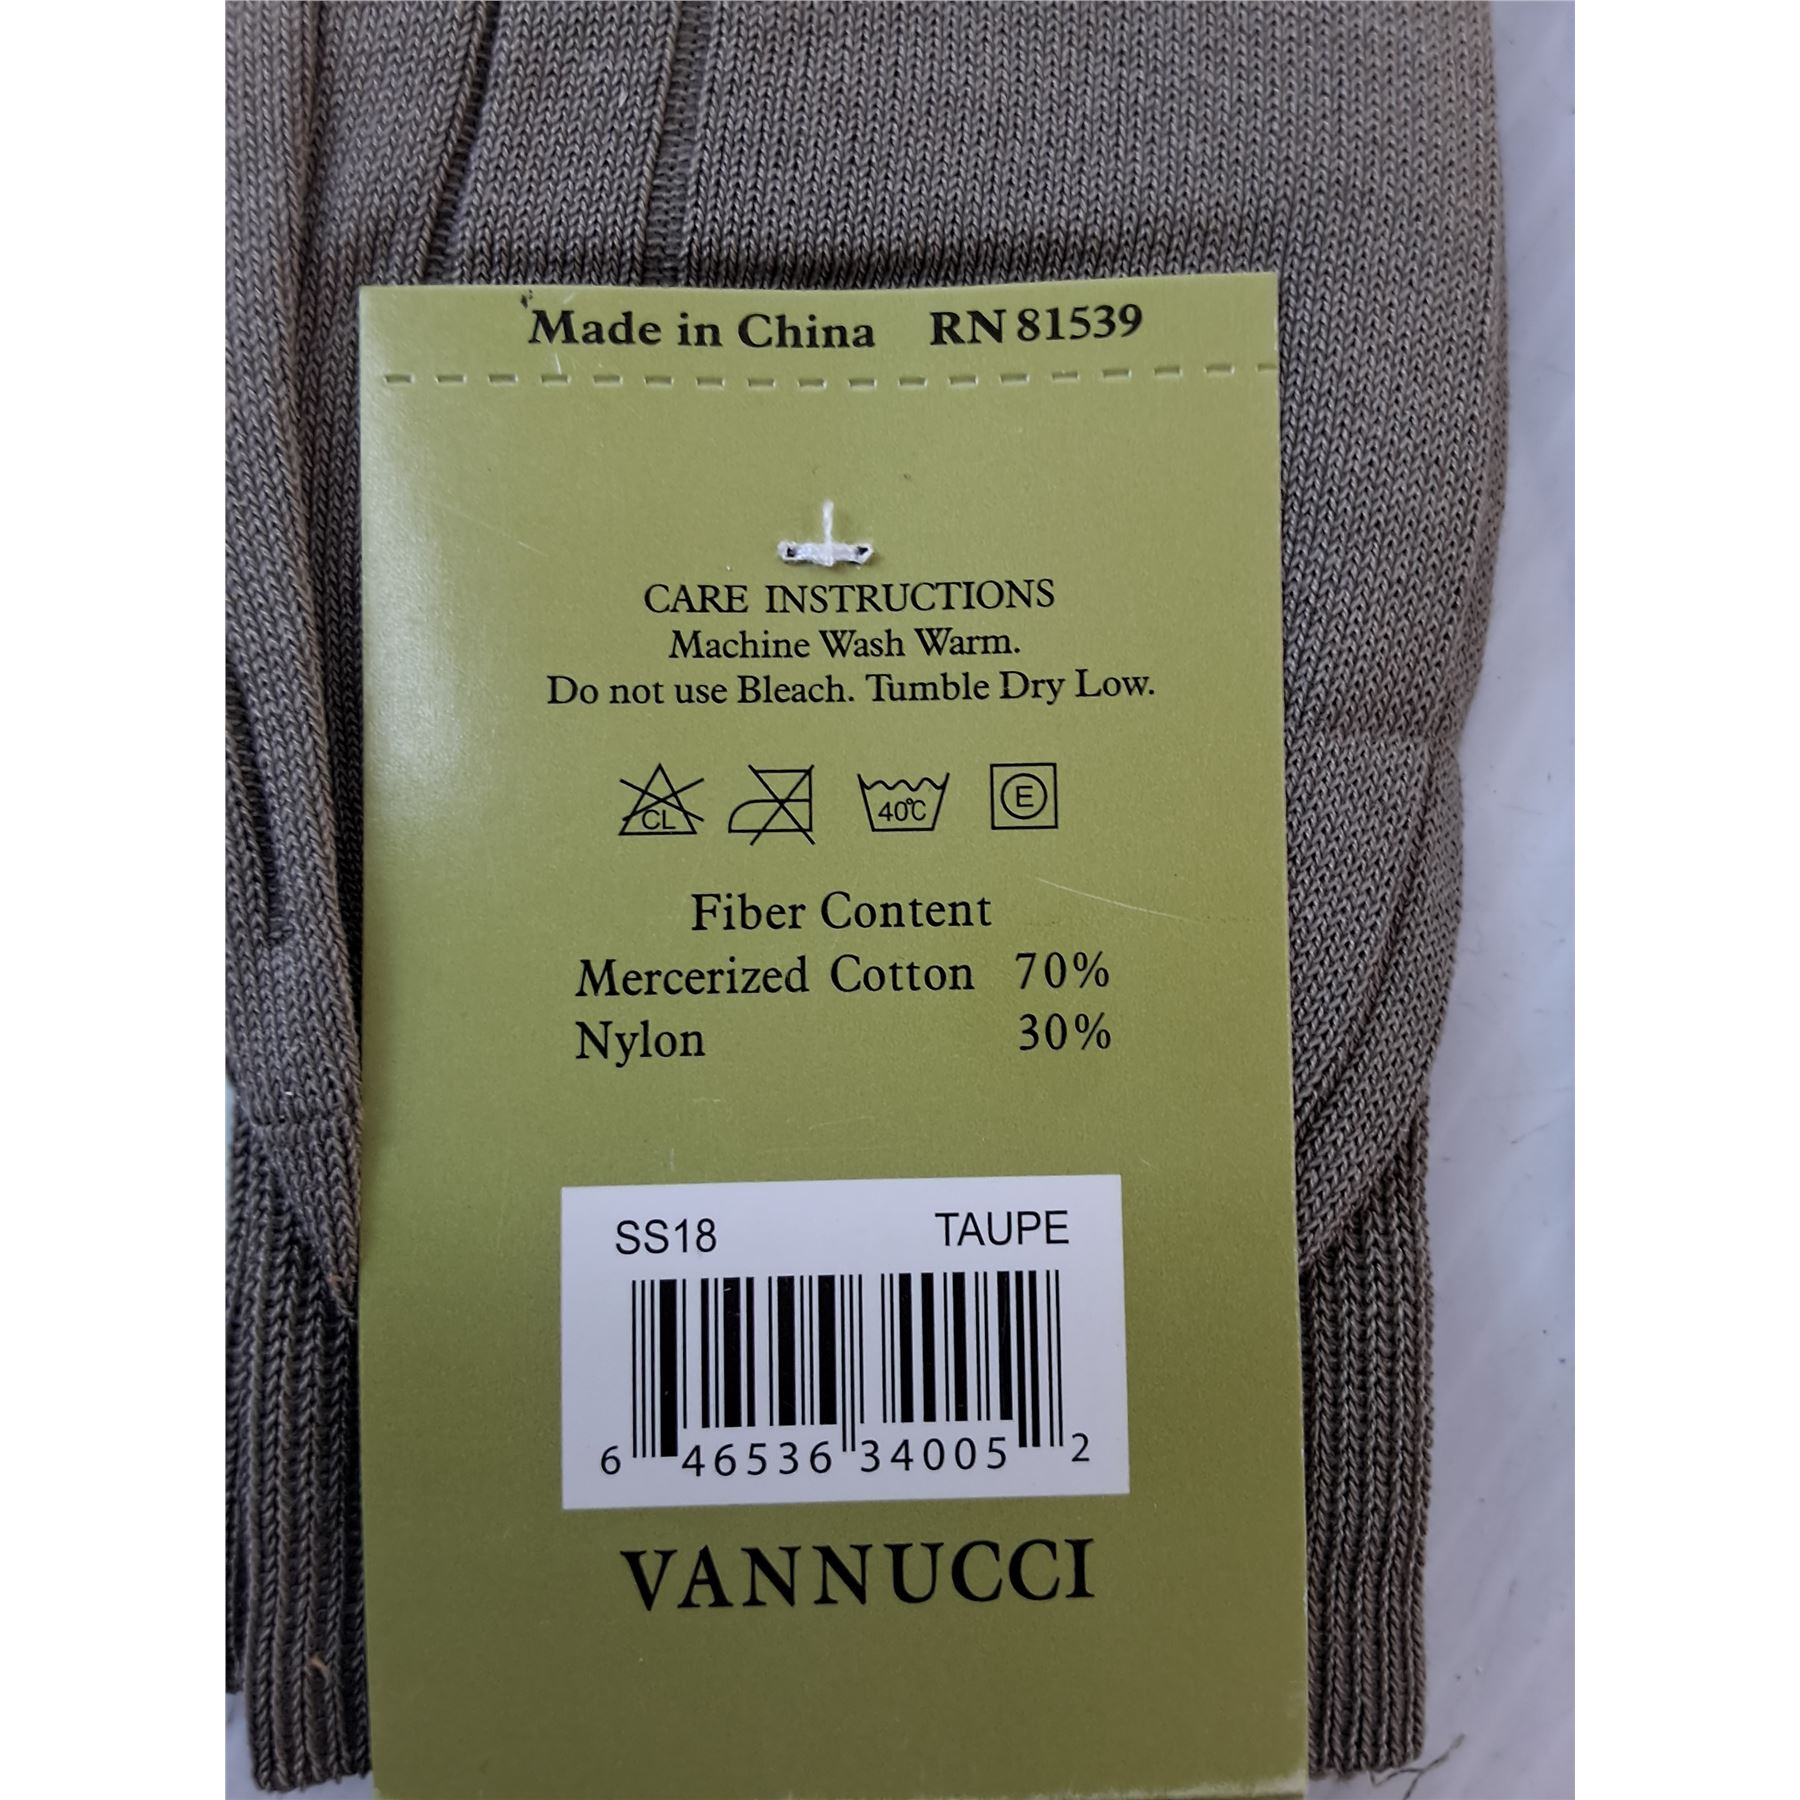 Made in China RN 81539
CARE INSTRUCTIONS
Machine Wash Warm.
Do not use Bleach. Tumble Dry Low.
CL 40°C E
Fiber Content
Mercerized Cotton 70%
Nylon 30%
SS18 TAUPE
6 46536 34005 2
VANNUCCI